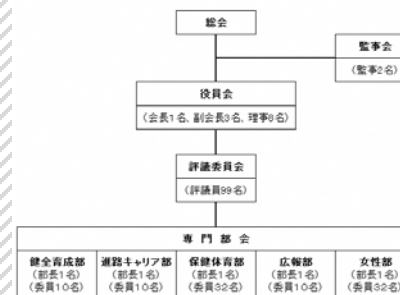 総会
監事会
(監事2名)
役員会
(会長1名、副会長3名、理事8名)
評議委員会
(評議員99名)
専門部会
健全育成部 進路キャリア部 保健体育部 広報部 女性部
(部長1名) (部長1名) (部長1名) (部長1名) (部長1名)
(委員10名) (委員10名) (委員32名) (委員10名) (委員32名)